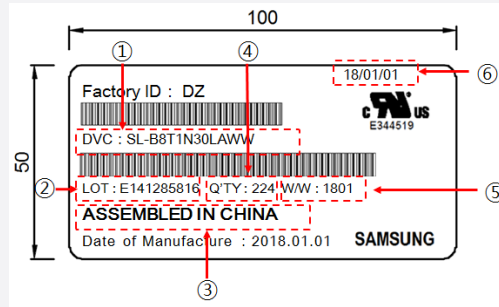 100
① ④
18/01/01 ⑥
Factory ID : DZ
c RU US
E344519
DVC : SL-B8T1N30LAWW
50
② LOT : E141285816 Q'TY : 224 W/W : 1801 ⑤
ASSEMBLED IN CHINA
Date of Manufacture : 2018.01.01 SAMSUNG
③